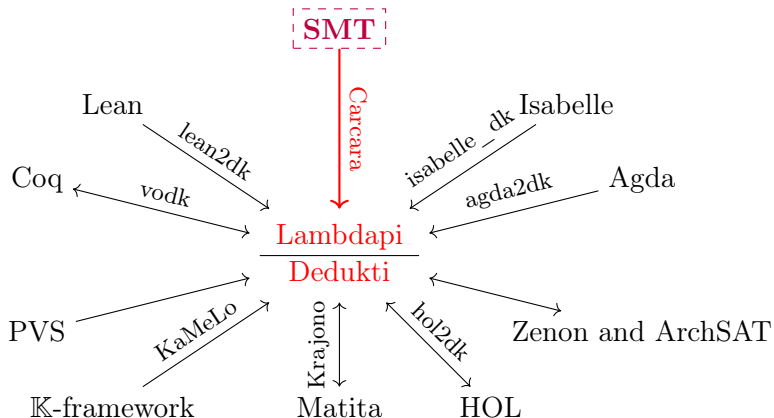 SMT
Carcara
Lean
lean2dk
isabelle_dk
Isabelle
Coq
vodk
agda2dk
Agda
Lambdapi
Dedukti
PVS
KaMeLo
Krajono
hol2dk
Zenon and ArchSAT
𝕂-framework
Matita
HOL